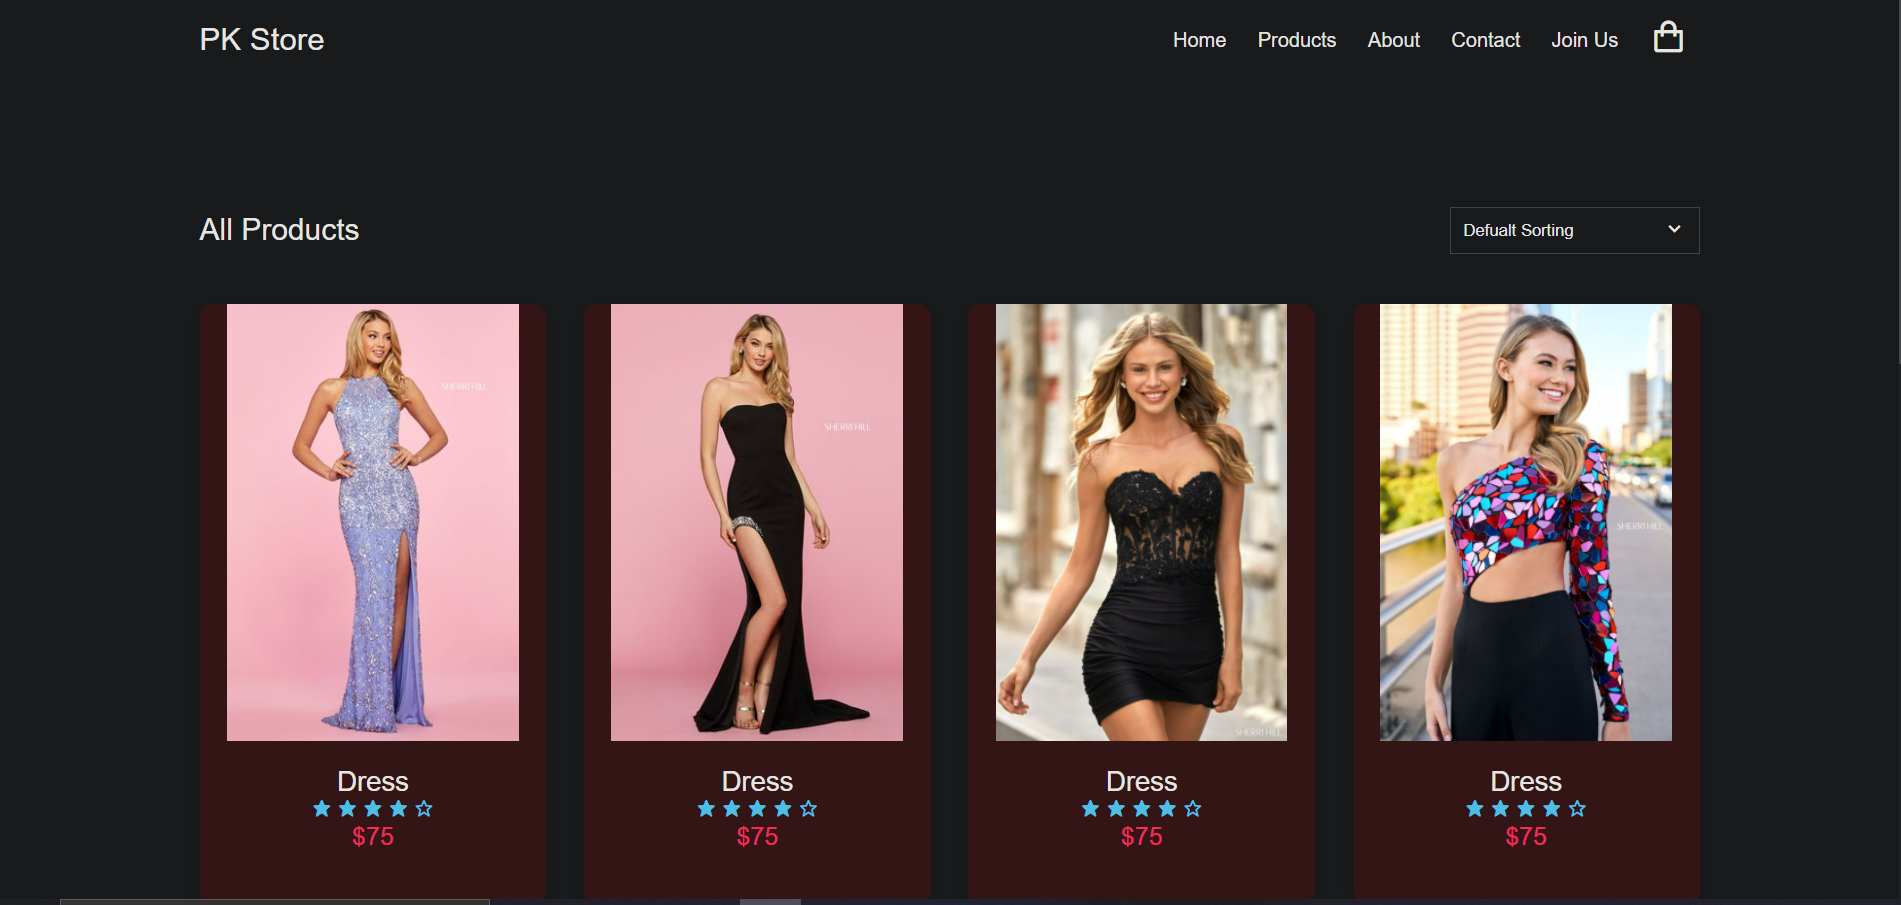 PK Store
Home Products About Contact Join Us
All Products
Defualt Sorting
SHERRI HILL
SHERRI HILL
SHERRI HILL
SHERRI HILL
Dress Dress Dress Dress
$75 $75 $75 $75